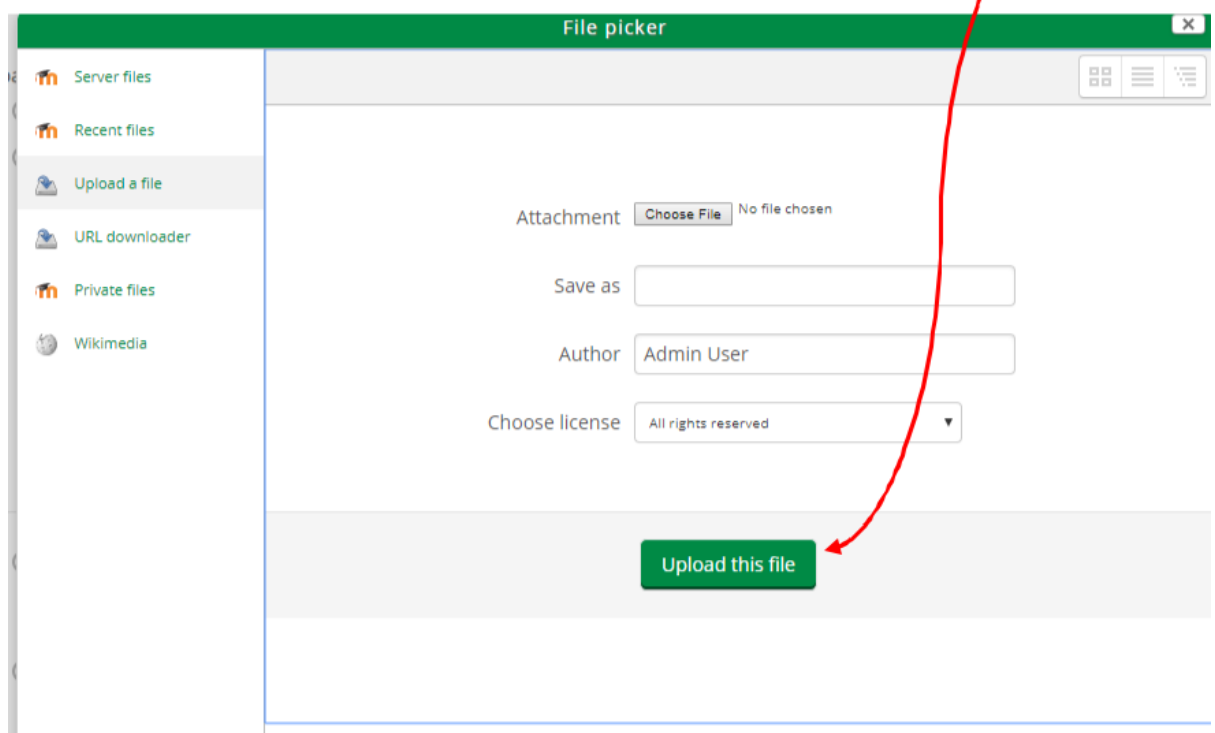 File picker
Server files
Recent files
Upload a file
URL downloader
Private files
Wikimedia
Attachment Choose File No file chosen
Save as
Author Admin User
Choose license All rights reserved
Upload this file